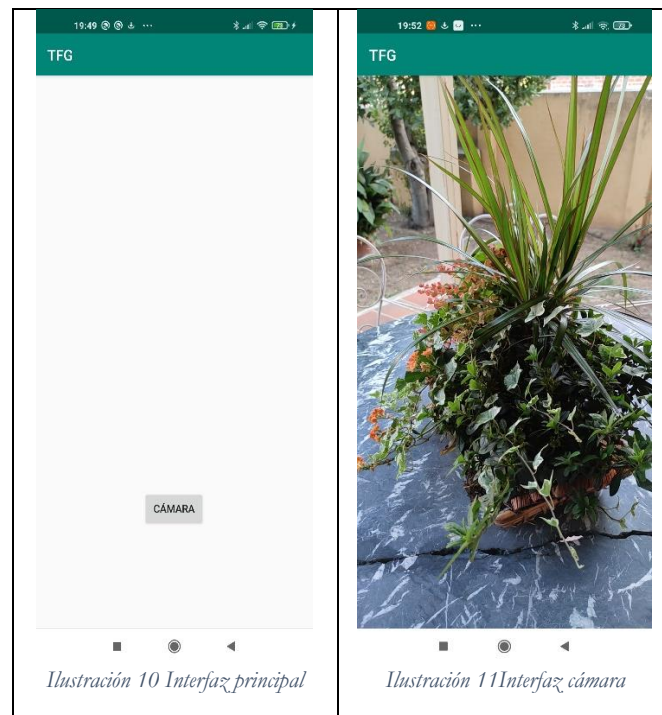 19:49
TFG
CÁMARA
Ilustración 10 Interfaz principal
19:52
TFG
Ilustración 11Interfaz cámara